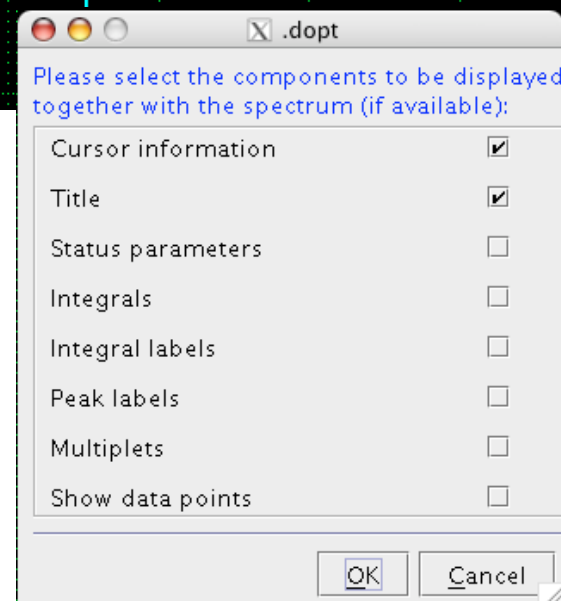 .dopt
Please select the components to be displayed
together with the spectrum (if available):
Cursor information
Title
Status parameters
Integrals
Integral labels
Peak labels
Multiplets
Show data points
OK
Cancel